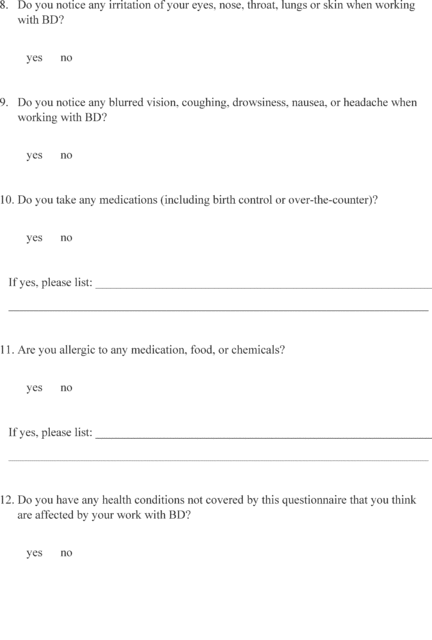 8. Do you notice any irritation of your eyes, nose, throat, lungs or skin when working
with BD?
yes no
9. Do you notice any blurred vision, coughing, drowsiness, nausea, or headache when
working with BD?
yes no
10. Do you take any medications (including birth control or over-the-counter)?
yes no
If yes, please list:
11. Are you allergic to any medication, food, or chemicals?
yes no
If yes, please list:
12. Do you have any health conditions not covered by this questionnaire that you think
are affected by your work with BD?
yes no